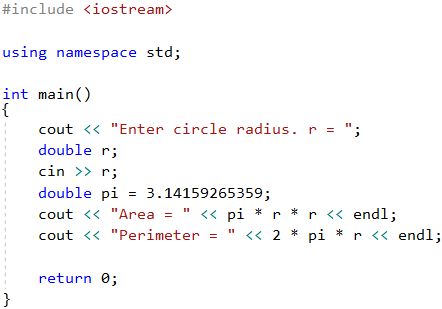 #include <iostream>
using namespace std;
int main()
{
    cout << "Enter circle radius. r = ";
    double r;
    cin >> r;
    double pi = 3.14159265359;
    cout << "Area = " << pi * r * r << endl;
    cout << "Perimeter = " << 2 * pi * r << endl;
    return 0;
}